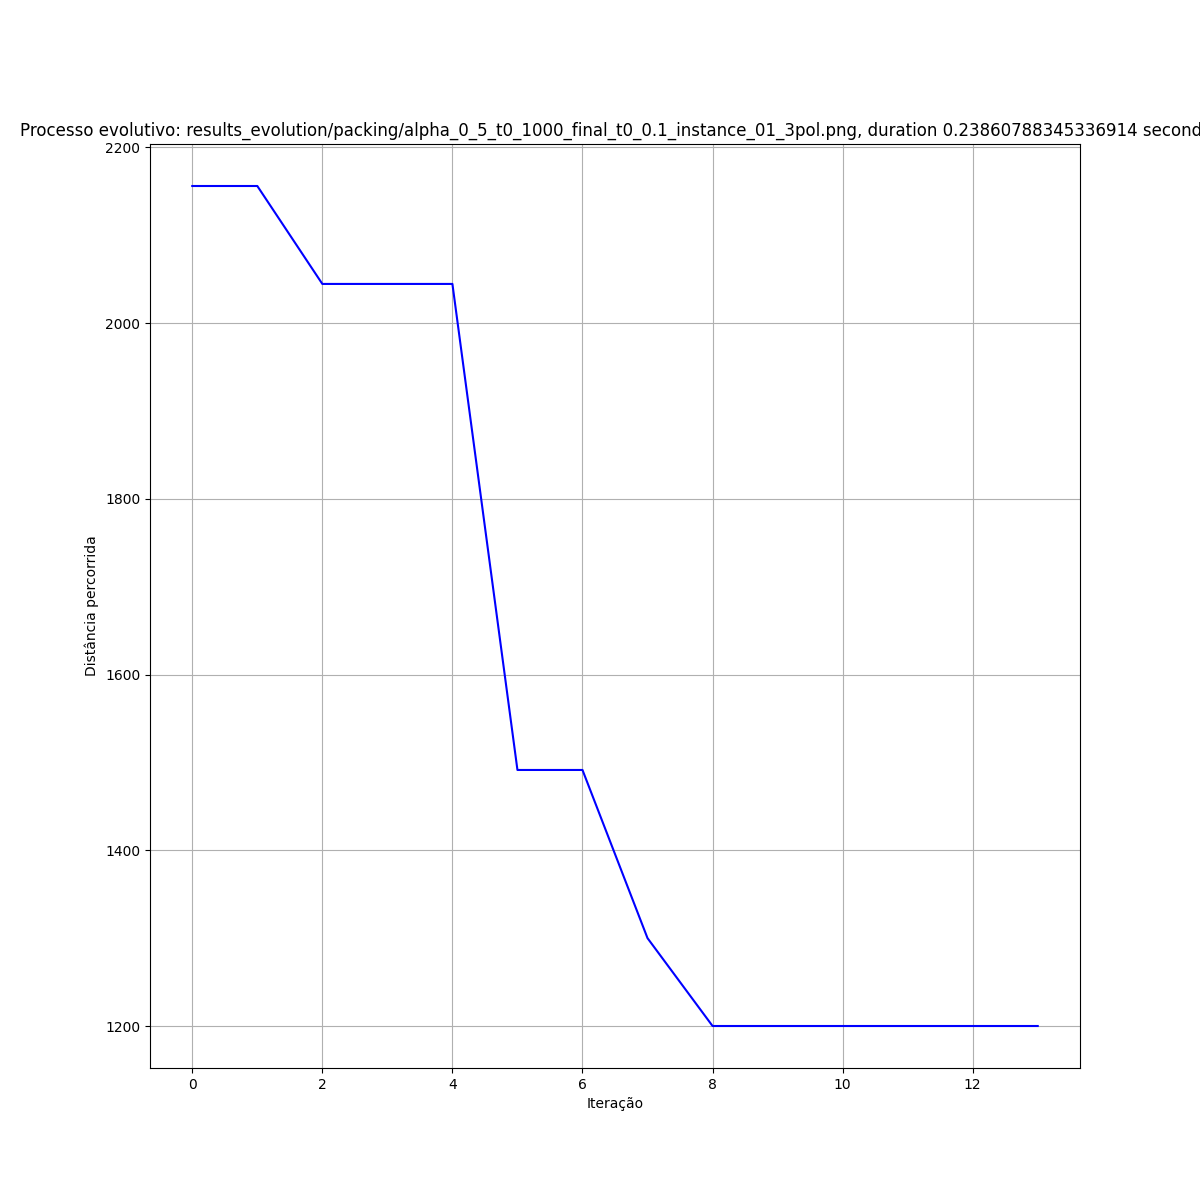 Processo evolutivo: results_evolution/packing/alpha_0_5_t0_1000_final_t0_0.1_instance_01_3pol.png, duration 0.23860788345336914 second
2200
2000
1800
1600
1400
1200
Distância percorrida
0 2 4 6 8 10 12
Iteração